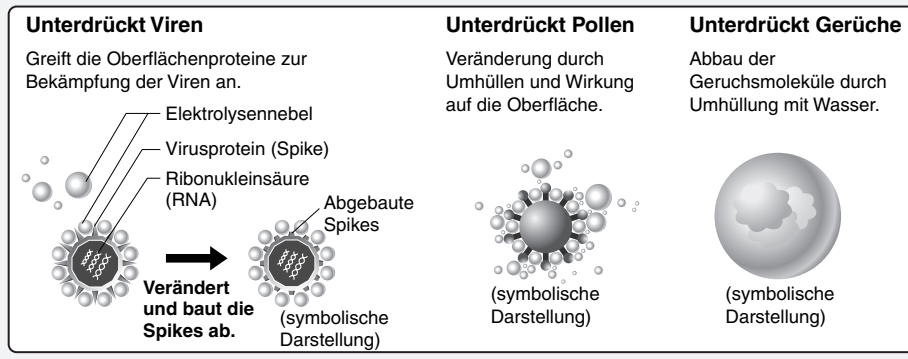 Unterdrückt Viren
Greift die Oberflächenproteine zur
Bekämpfung der Viren an.
Elektrolysennebel
Virusprotein (Spike)
Ribonukleinsäure
(RNA)
Abgebaute
Spikes
Verändert
und baut die
Spikes ab.
(symbolische
Darstellung)
Unterdrückt Pollen
Veränderung durch
Umhüllen und Wirkung
auf die Oberfläche.
(symbolische
Darstellung)
Unterdrückt Gerüche
Abbau der
Geruchsmoleküle durch
Umhüllung mit Wasser.
(symbolische
Darstellung)